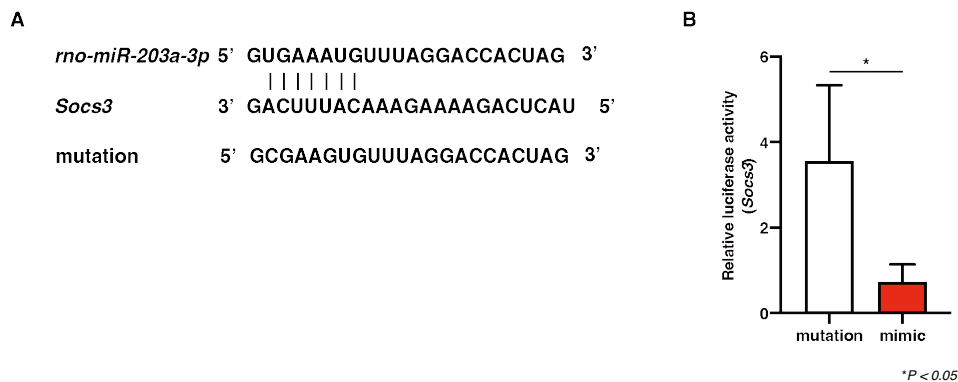 A
rno-miR-203a-3p 5’ GUGAAAUGUUUAGGACCACUAG 3’
Socs3 3’ GACUUUACAAAGAAAAGACUCAU 5’
mutation 5’ GCGAAGUGUUUAGGACCACUAG 3’
B
Relative luciferase activity
(Socs3)
6
4
2
0
*
mutation mimic
*P < 0.05